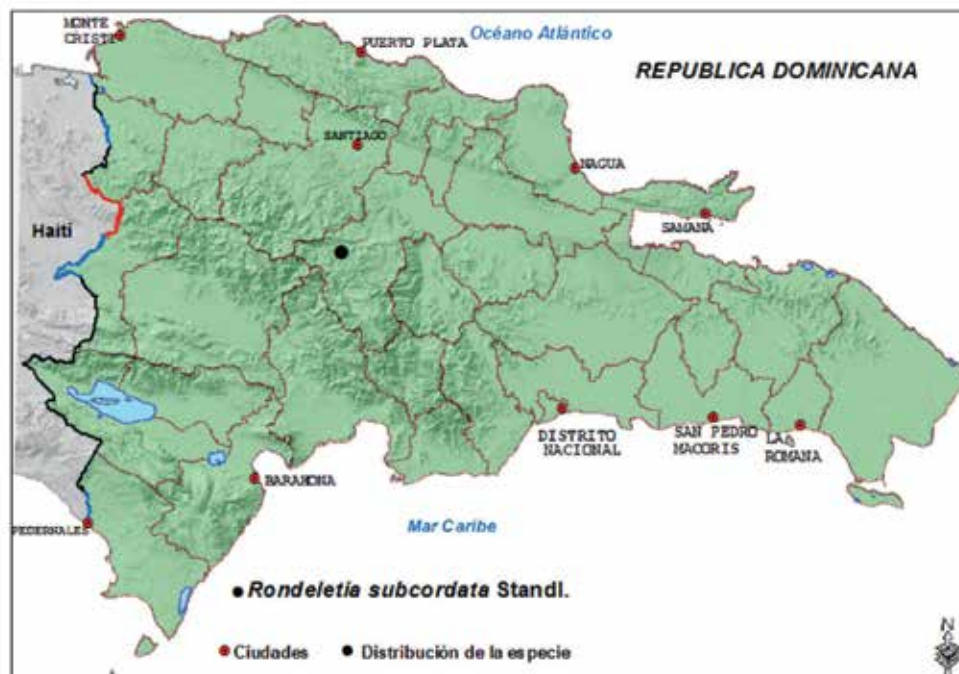 MONTE
CRISTI
PUERTO PLATA
Océano Atlántico
REPUBLICA DOMINICANA
SANTIAGO
NAGUA
SAMANA
Haití
DISTRITO
NACIONAL
SAN PEDRO
MACORIS
LA
ROMANA
BARAHONA
PEDERNALES
Mar Caribe
Rondeletia subcordata Standl.
Ciudades
Distribución de la especie
N